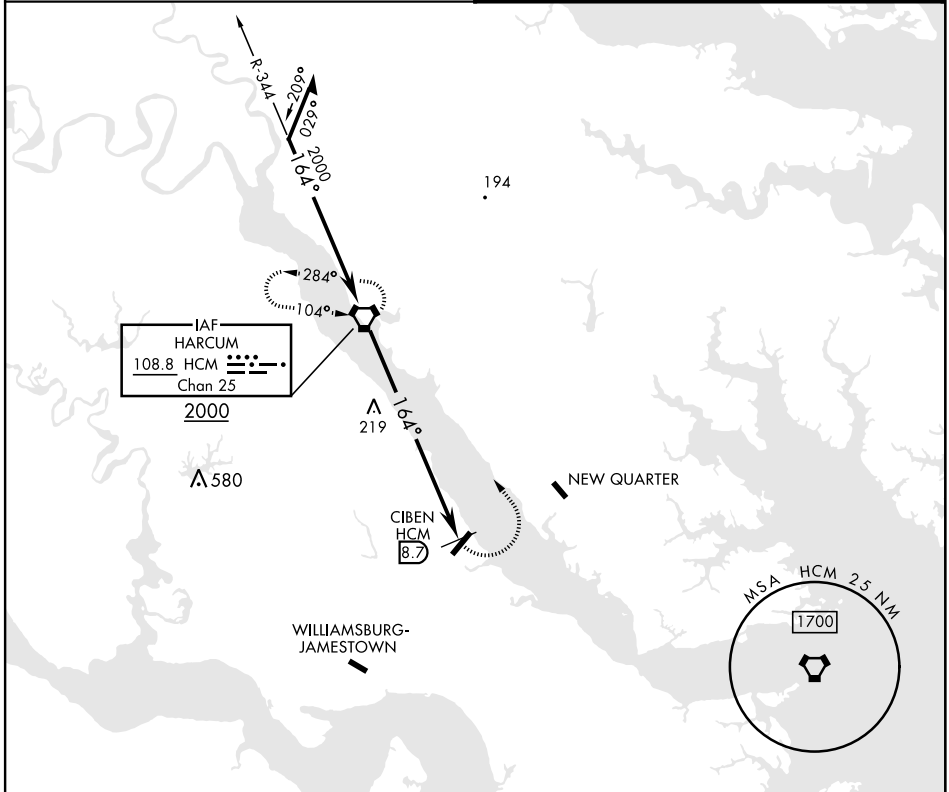 R-344
209°
029°
2000
164°
194
284°
104°
IAF
HARCUM
108.8 HCM
Chan 25
2000
164°
219
580
NEW QUARTER
CIBEN
HCM
8.7
MSA HCM 25 NM
1700
WILLIAMSBURG-
JAMESTOWN